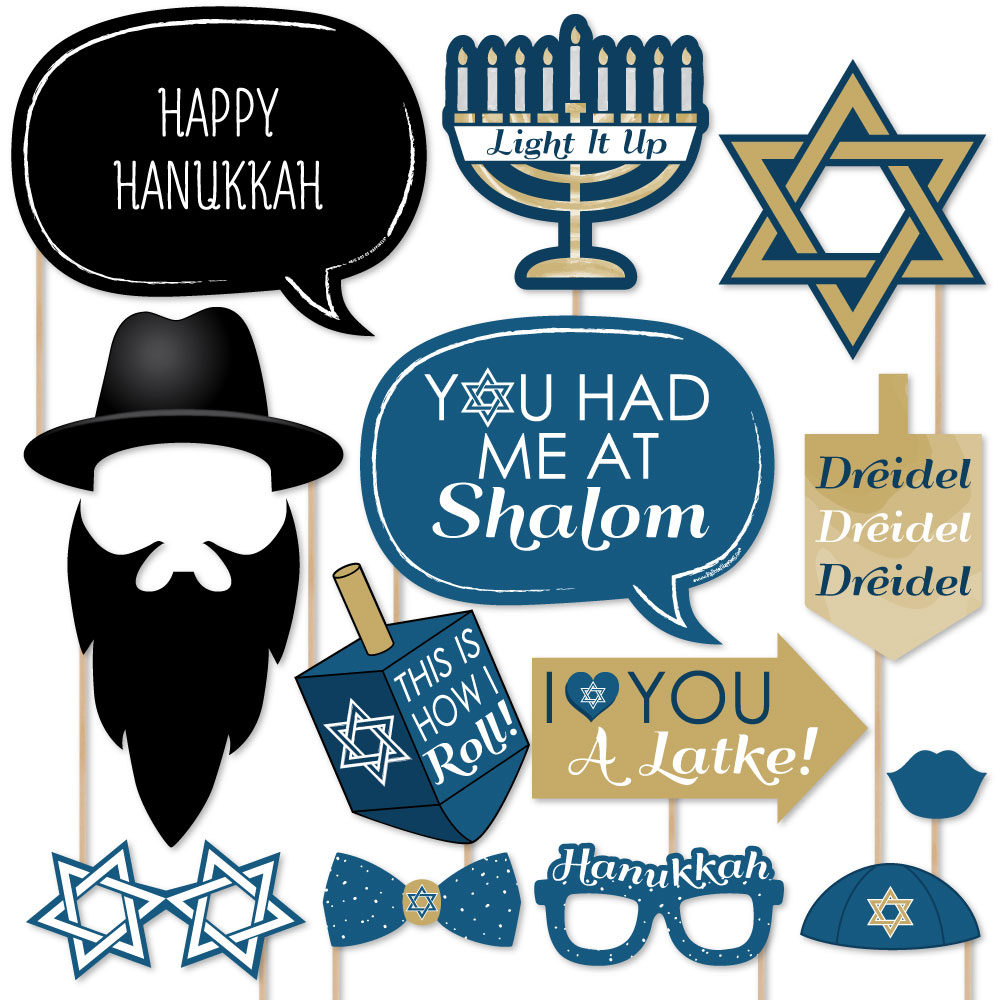 HAPPY
HANUKKAH
Light It Up
YOU HAD
ME AT
Shalom
Dreidel
Dreidel
Dreidel
THIS IS
HOW I
Roll!
I YOU
A Latke!
Hanukkah